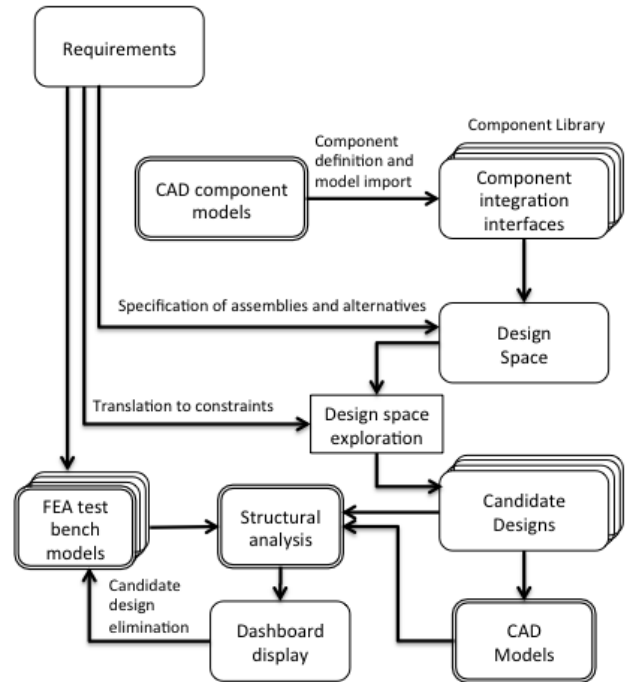 Requirements
Component Library
Component
definition and
model import
CAD component
models
Component
integration
interfaces
Specification of assemblies and alternatives
Design
Space
Translation to constraints
Design space
exploration
FEA test
bench
models
Structural
analysis
Candidate
Designs
Candidate
design
elimination
Dashboard
display
CAD
Models